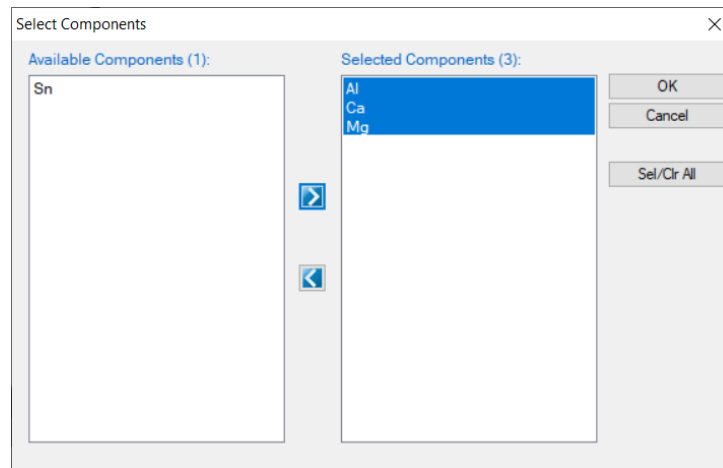 Select Components
Available Components (1):
Selected Components (3):
Sn
Al
Ca
Mg
OK
Cancel
Sel/Clr All